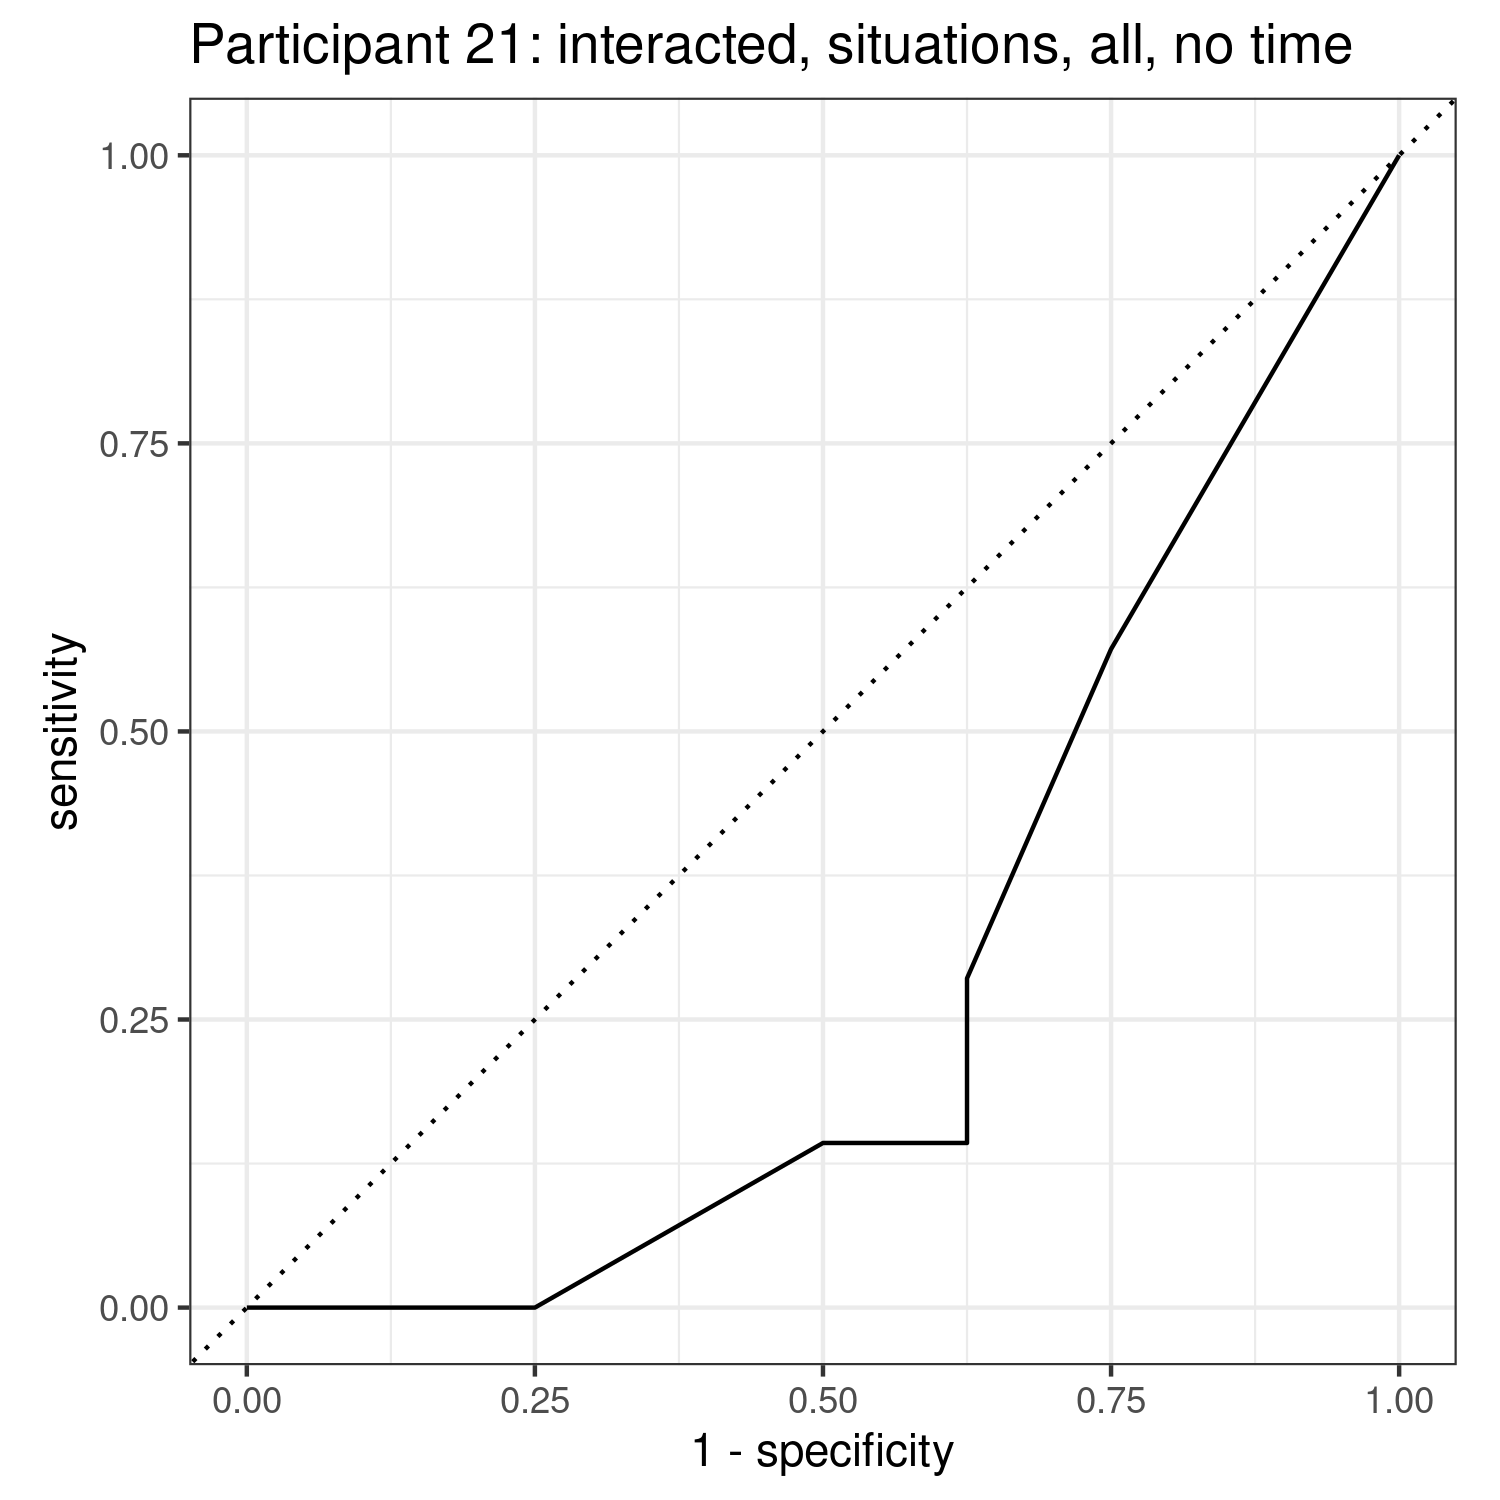 Participant 21: interacted, situations, all, no time
sensitivity
1.00
0.75
0.50
0.25
0.00
0.00 0.25 0.50 0.75 1.00
1 - specificity